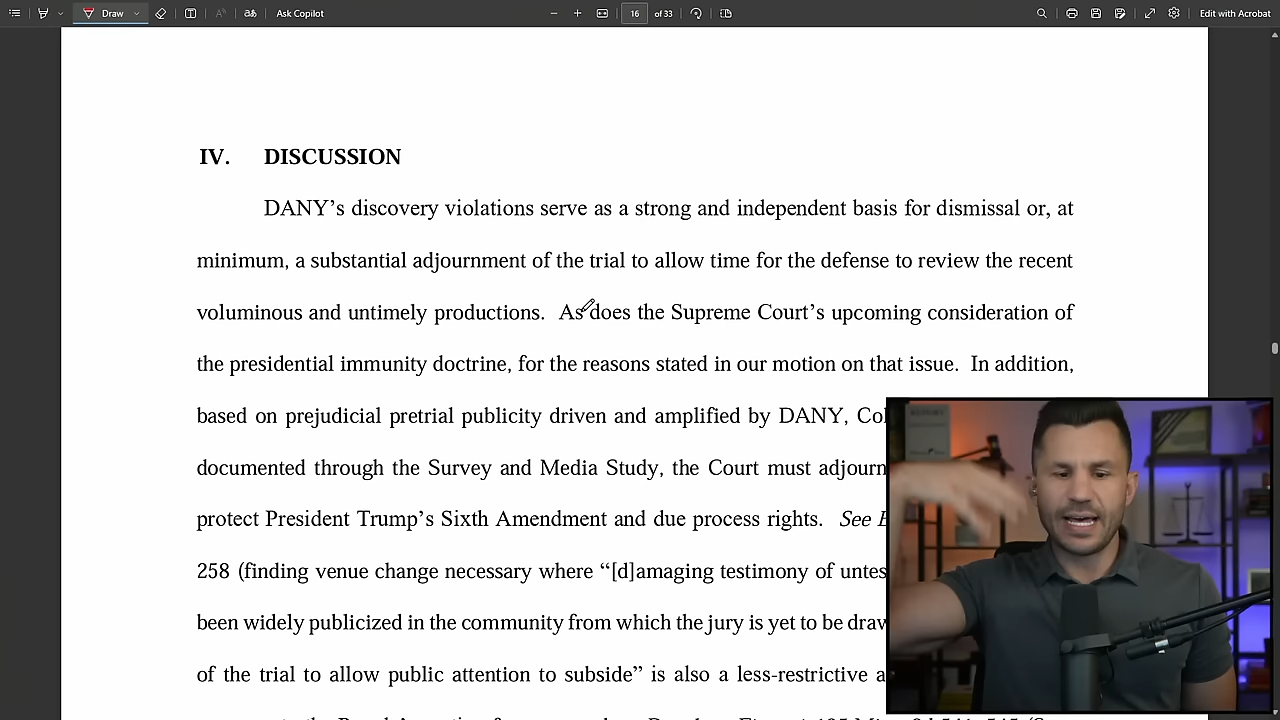 Draw
Ask Copilot
16 of 33
Edit with Acrobat
IV. DISCUSSION
DANY's discovery violations serve as a strong and independent basis for dismissal or, at
minimum, a substantial adjournment of the trial to allow time for the defense to review the recent
voluminous and untimely productions. As does the Supreme Court's upcoming consideration of
the presidential immunity doctrine, for the reasons stated in our motion on that issue. In addition,
based on prejudicial pretrial publicity driven and amplified by DANY,
documented through the Survey and Media Study, the Court must adjourn
protect President Trump's Sixth Amendment and due process rights. See
258 (finding venue change necessary where “[d]amaging testimony of
been widely publicized in the community from which the jury is yet to be
of the trial to allow public attention to subside” is also a less-restrictive